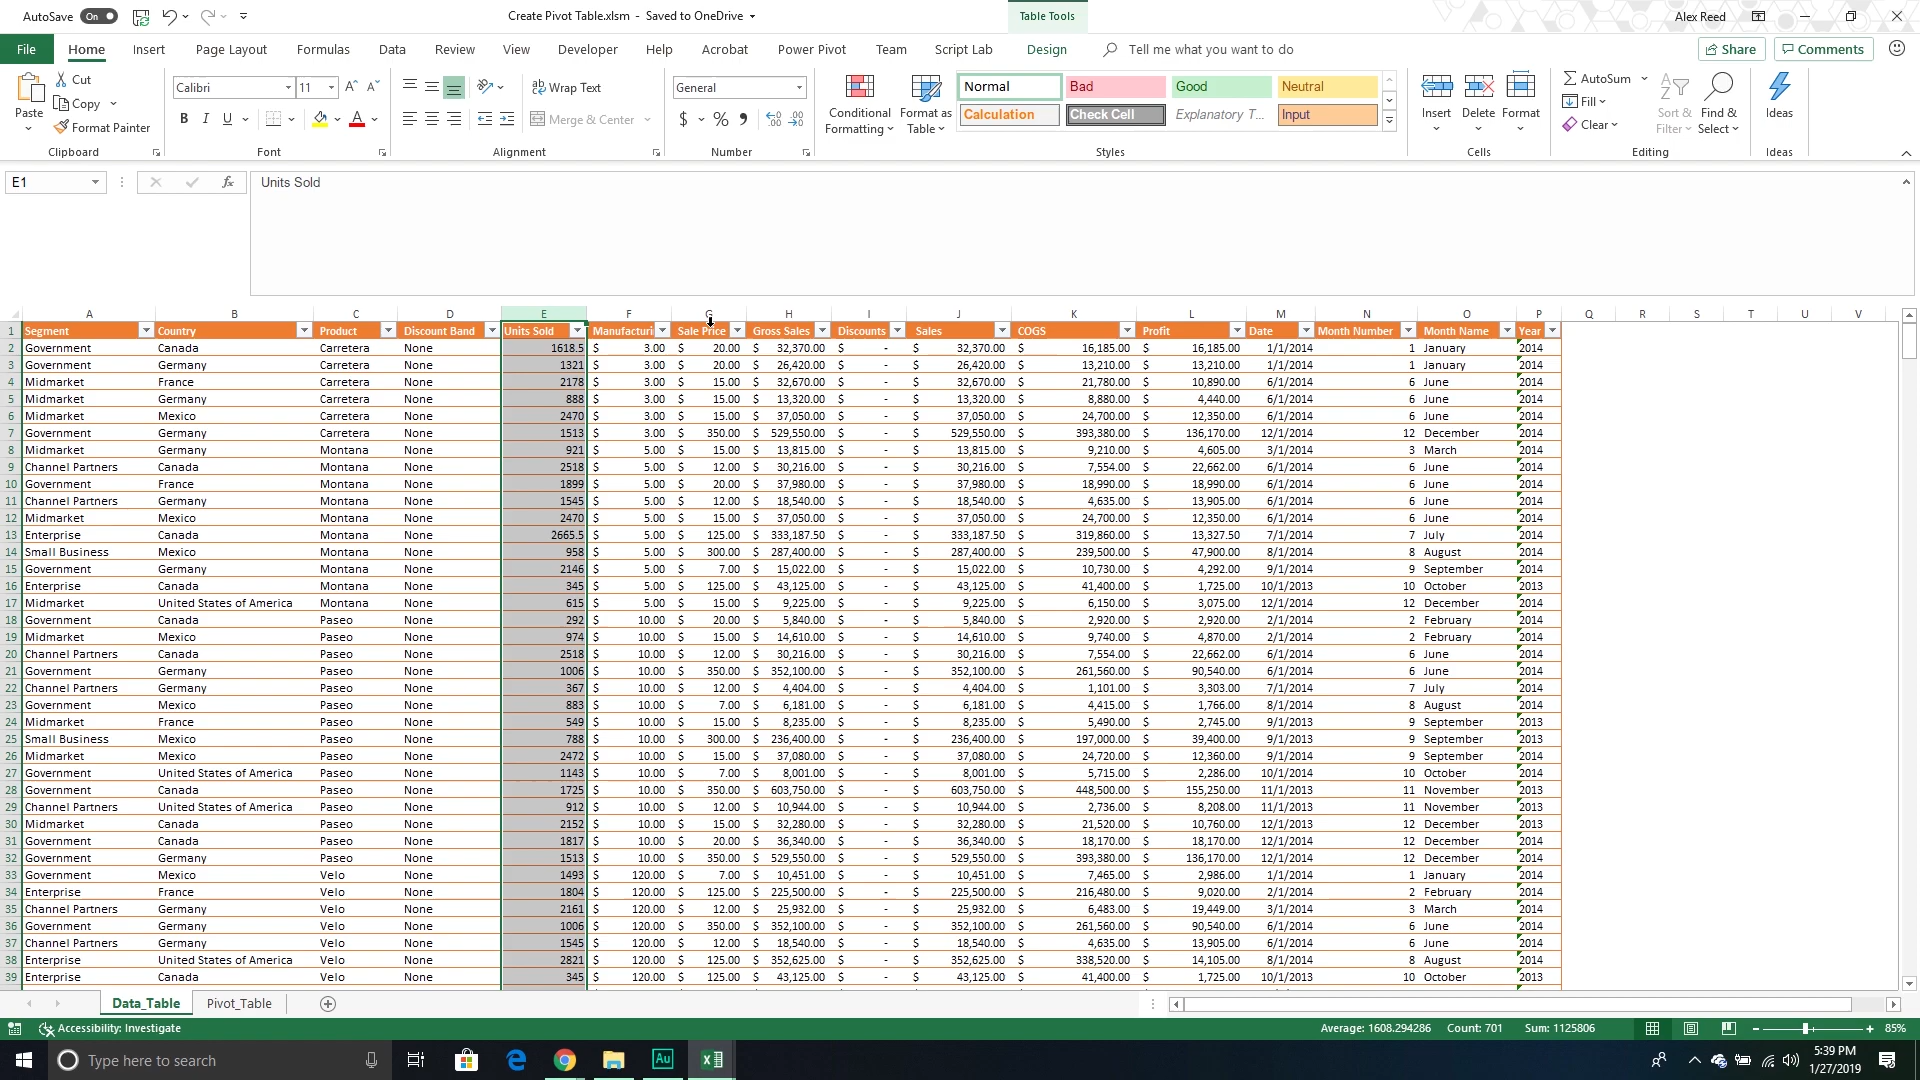 AutoSave On Create Pivot Table.xlsm - Saved to OneDrive Table Tools Alex Reed
File Home Insert Page Layout Formulas Data Review View Developer Help Acrobat Power Pivot Team Script Lab Design Tell me what you want to do Share Comments
Cut
Copy
Format Painter
Paste
Clipboard
Calibri 11
B I U
Font
Wrap Text
Merge & Center
Alignment
General
$ % ,
Number
Conditional Formatting
Format as Table
Normal Bad Good Neutral
Calculation Check Cell Explanatory T... Input
Styles
Insert Delete Format
Cells
AutoSum
Fill
Clear
Sort & Filter
Find & Select
Editing
Ideas
Ideas
E1 fx Units Sold
A B C D E F G H I J K L M N O P Q R S T U V
1 Segment Country Product Discount Band Units Sold Manufacturi Sale Price Gross Sales Discounts Sales COGS Profit Date Month Number Month Name Year
2 Government Canada Carretera None 1618.5 $ 3.00 $ 20.00 $ 32,370.00 $ - $ 32,370.00 $ 16,185.00 $ 16,185.00 1/1/2014 1 January 2014
3 Government Germany Carretera None 1321 $ 3.00 $ 20.00 $ 26,420.00 $ - $ 26,420.00 $ 13,210.00 $ 13,210.00 1/1/2014 1 January 2014
4 Midmarket France Carretera None 2178 $ 3.00 $ 15.00 $ 32,670.00 $ - $ 32,670.00 $ 21,780.00 $ 10,890.00 6/1/2014 6 June 2014
5 Midmarket Germany Carretera None 888 $ 3.00 $ 15.00 $ 13,320.00 $ - $ 13,320.00 $ 8,880.00 $ 4,440.00 6/1/2014 6 June 2014
6 Midmarket Mexico Carretera None 2470 $ 3.00 $ 15.00 $ 37,050.00 $ - $ 37,050.00 $ 24,700.00 $ 12,350.00 6/1/2014 6 June 2014
7 Government Germany Carretera None 1513 $ 3.00 $ 350.00 $ 529,550.00 $ - $ 529,550.00 $ 393,380.00 $ 136,170.00 12/1/2014 12 December 2014
8 Midmarket Germany Montana None 921 $ 5.00 $ 15.00 $ 13,815.00 $ - $ 13,815.00 $ 9,210.00 $ 4,605.00 3/1/2014 3 March 2014
9 Channel Partners Canada Montana None 2518 $ 5.00 $ 12.00 $ 30,216.00 $ - $ 30,216.00 $ 7,554.00 $ 22,662.00 6/1/2014 6 June 2014
10 Government France Montana None 1899 $ 5.00 $ 20.00 $ 37,980.00 $ - $ 37,980.00 $ 18,990.00 $ 18,990.00 6/1/2014 6 June 2014
11 Channel Partners Germany Montana None 1545 $ 5.00 $ 12.00 $ 18,540.00 $ - $ 18,540.00 $ 4,635.00 $ 13,905.00 6/1/2014 6 June 2014
12 Midmarket Mexico Montana None 2470 $ 5.00 $ 15.00 $ 37,050.00 $ - $ 37,050.00 $ 24,700.00 $ 12,350.00 6/1/2014 6 June 2014
13 Enterprise Canada Montana None 2665.5 $ 5.00 $ 125.00 $ 333,187.50 $ - $ 333,187.50 $ 319,860.00 $ 13,327.50 7/1/2014 7 July 2014
14 Small Business Mexico Montana None 958 $ 5.00 $ 300.00 $ 287,400.00 $ - $ 287,400.00 $ 239,500.00 $ 47,900.00 8/1/2014 8 August 2014
15 Government Germany Montana None 2146 $ 5.00 $ 7.00 $ 15,022.00 $ - $ 15,022.00 $ 10,730.00 $ 4,292.00 9/1/2014 9 September 2014
16 Enterprise Canada Montana None 345 $ 5.00 $ 125.00 $ 43,125.00 $ - $ 43,125.00 $ 41,400.00 $ 1,725.00 10/1/2013 10 October 2013
17 Midmarket United States of America Montana None 615 $ 5.00 $ 15.00 $ 9,225.00 $ - $ 9,225.00 $ 6,150.00 $ 3,075.00 12/1/2014 12 December 2014
18 Government Canada Paseo None 292 $ 10.00 $ 20.00 $ 5,840.00 $ - $ 5,840.00 $ 2,920.00 $ 2,920.00 2/1/2014 2 February 2014
19 Midmarket Mexico Paseo None 974 $ 10.00 $ 15.00 $ 14,610.00 $ - $ 14,610.00 $ 9,740.00 $ 4,870.00 2/1/2014 2 February 2014
20 Channel Partners Canada Paseo None 2518 $ 10.00 $ 12.00 $ 30,216.00 $ - $ 30,216.00 $ 7,554.00 $ 22,662.00 6/1/2014 6 June 2014
21 Government Germany Paseo None 1006 $ 10.00 $ 350.00 $ 352,100.00 $ - $ 352,100.00 $ 261,560.00 $ 90,540.00 6/1/2014 6 June 2014
22 Channel Partners Germany Paseo None 367 $ 10.00 $ 12.00 $ 4,404.00 $ - $ 4,404.00 $ 1,101.00 $ 3,303.00 7/1/2014 7 July 2014
23 Government Mexico Paseo None 883 $ 10.00 $ 7.00 $ 6,181.00 $ - $ 6,181.00 $ 4,415.00 $ 1,766.00 8/1/2014 8 August 2014
24 Midmarket France Paseo None 549 $ 10.00 $ 15.00 $ 8,235.00 $ - $ 8,235.00 $ 5,490.00 $ 2,745.00 9/1/2013 9 September 2013
25 Small Business Mexico Paseo None 788 $ 10.00 $ 300.00 $ 236,400.00 $ - $ 236,400.00 $ 197,000.00 $ 39,400.00 9/1/2013 9 September 2013
26 Midmarket Mexico Paseo None 2472 $ 10.00 $ 15.00 $ 37,080.00 $ - $ 37,080.00 $ 24,720.00 $ 12,360.00 9/1/2014 9 September 2014
27 Government United States of America Paseo None 1143 $ 10.00 $ 7.00 $ 8,001.00 $ - $ 8,001.00 $ 5,715.00 $ 2,286.00 10/1/2014 10 October 2014
28 Government Canada Paseo None 1725 $ 10.00 $ 350.00 $ 603,750.00 $ - $ 603,750.00 $ 448,500.00 $ 155,250.00 11/1/2013 11 November 2013
29 Channel Partners United States of America Paseo None 912 $ 10.00 $ 12.00 $ 10,944.00 $ - $ 10,944.00 $ 2,736.00 $ 8,208.00 11/1/2013 11 November 2013
30 Midmarket Canada Paseo None 2152 $ 10.00 $ 15.00 $ 32,280.00 $ - $ 32,280.00 $ 21,520.00 $ 10,760.00 12/1/2013 12 December 2013
31 Government Canada Paseo None 1817 $ 10.00 $ 20.00 $ 36,340.00 $ - $ 36,340.00 $ 18,170.00 $ 18,170.00 12/1/2014 12 December 2014
32 Government Germany Paseo None 1513 $ 10.00 $ 350.00 $ 529,550.00 $ - $ 529,550.00 $ 393,380.00 $ 136,170.00 12/1/2014 12 December 2014
33 Government Mexico Velo None 1493 $ 120.00 $ 7.00 $ 10,451.00 $ - $ 10,451.00 $ 7,465.00 $ 2,986.00 1/1/2014 1 January 2014
34 Enterprise France Velo None 1804 $ 120.00 $ 125.00 $ 225,500.00 $ - $ 225,500.00 $ 216,480.00 $ 9,020.00 2/1/2014 2 February 2014
35 Channel Partners Germany Velo None 2161 $ 120.00 $ 12.00 $ 25,932.00 $ - $ 25,932.00 $ 6,483.00 $ 19,449.00 3/1/2014 3 March 2014
36 Government Germany Velo None 1006 $ 120.00 $ 350.00 $ 352,100.00 $ - $ 352,100.00 $ 261,560.00 $ 90,540.00 6/1/2014 6 June 2014
37 Channel Partners Germany Velo None 1545 $ 120.00 $ 12.00 $ 18,540.00 $ - $ 18,540.00 $ 4,635.00 $ 13,905.00 6/1/2014 6 June 2014
38 Enterprise United States of America Velo None 2821 $ 120.00 $ 125.00 $ 352,625.00 $ - $ 352,625.00 $ 338,520.00 $ 14,105.00 8/1/2014 8 August 2014
39 Enterprise Canada Velo None 345 $ 120.00 $ 125.00 $ 43,125.00 $ - $ 43,125.00 $ 41,400.00 $ 1,725.00 10/1/2013 10 October 2013
Data_Table Pivot_Table
Accessibility: Investigate Average: 1608.294286 Count: 701 Sum: 1125806 85%
Type here to search Au 5:39 PM
1/27/2019